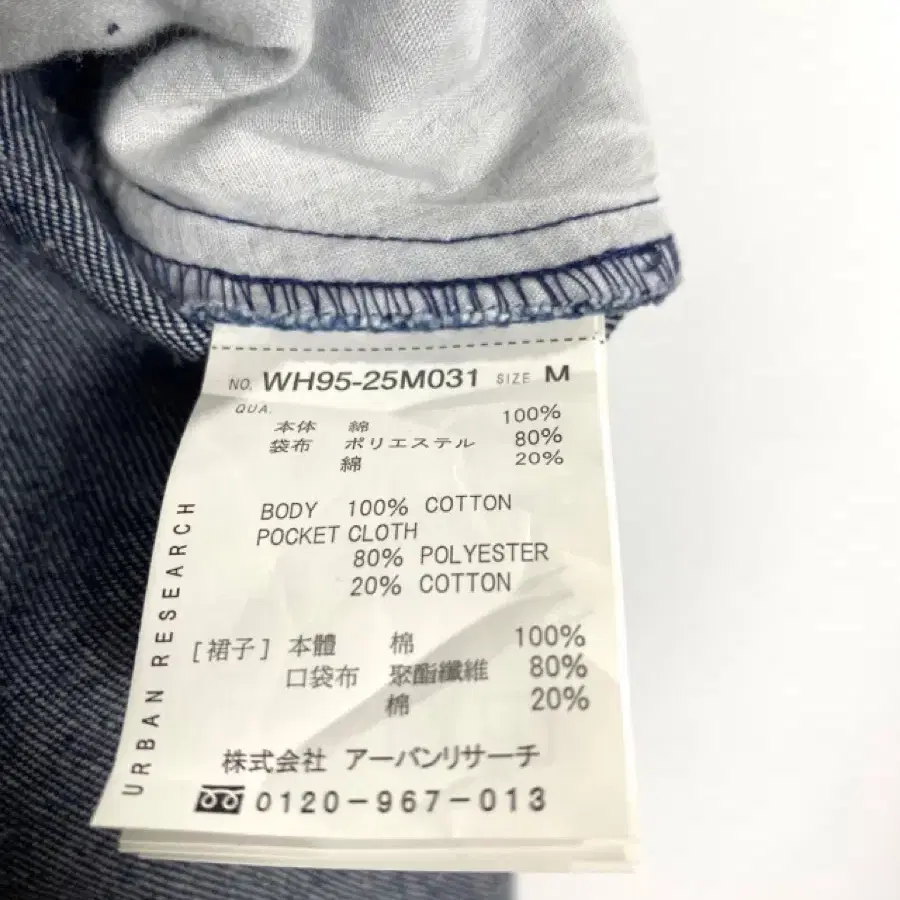 NO. WH95-25M031 SIZE M
QUA.
本体 綿 100%
袋布 ポリエステル 80%
綿 20%
BODY 100% COTTON
POCKET CLOTH
80% POLYESTER
20% COTTON
[裙子] 本體 棉 100%
口袋布 聚酯纖維 80%
棉 20%
株式会社 アーバンリサーチ
0120-967-013
URBAN RESEARCH